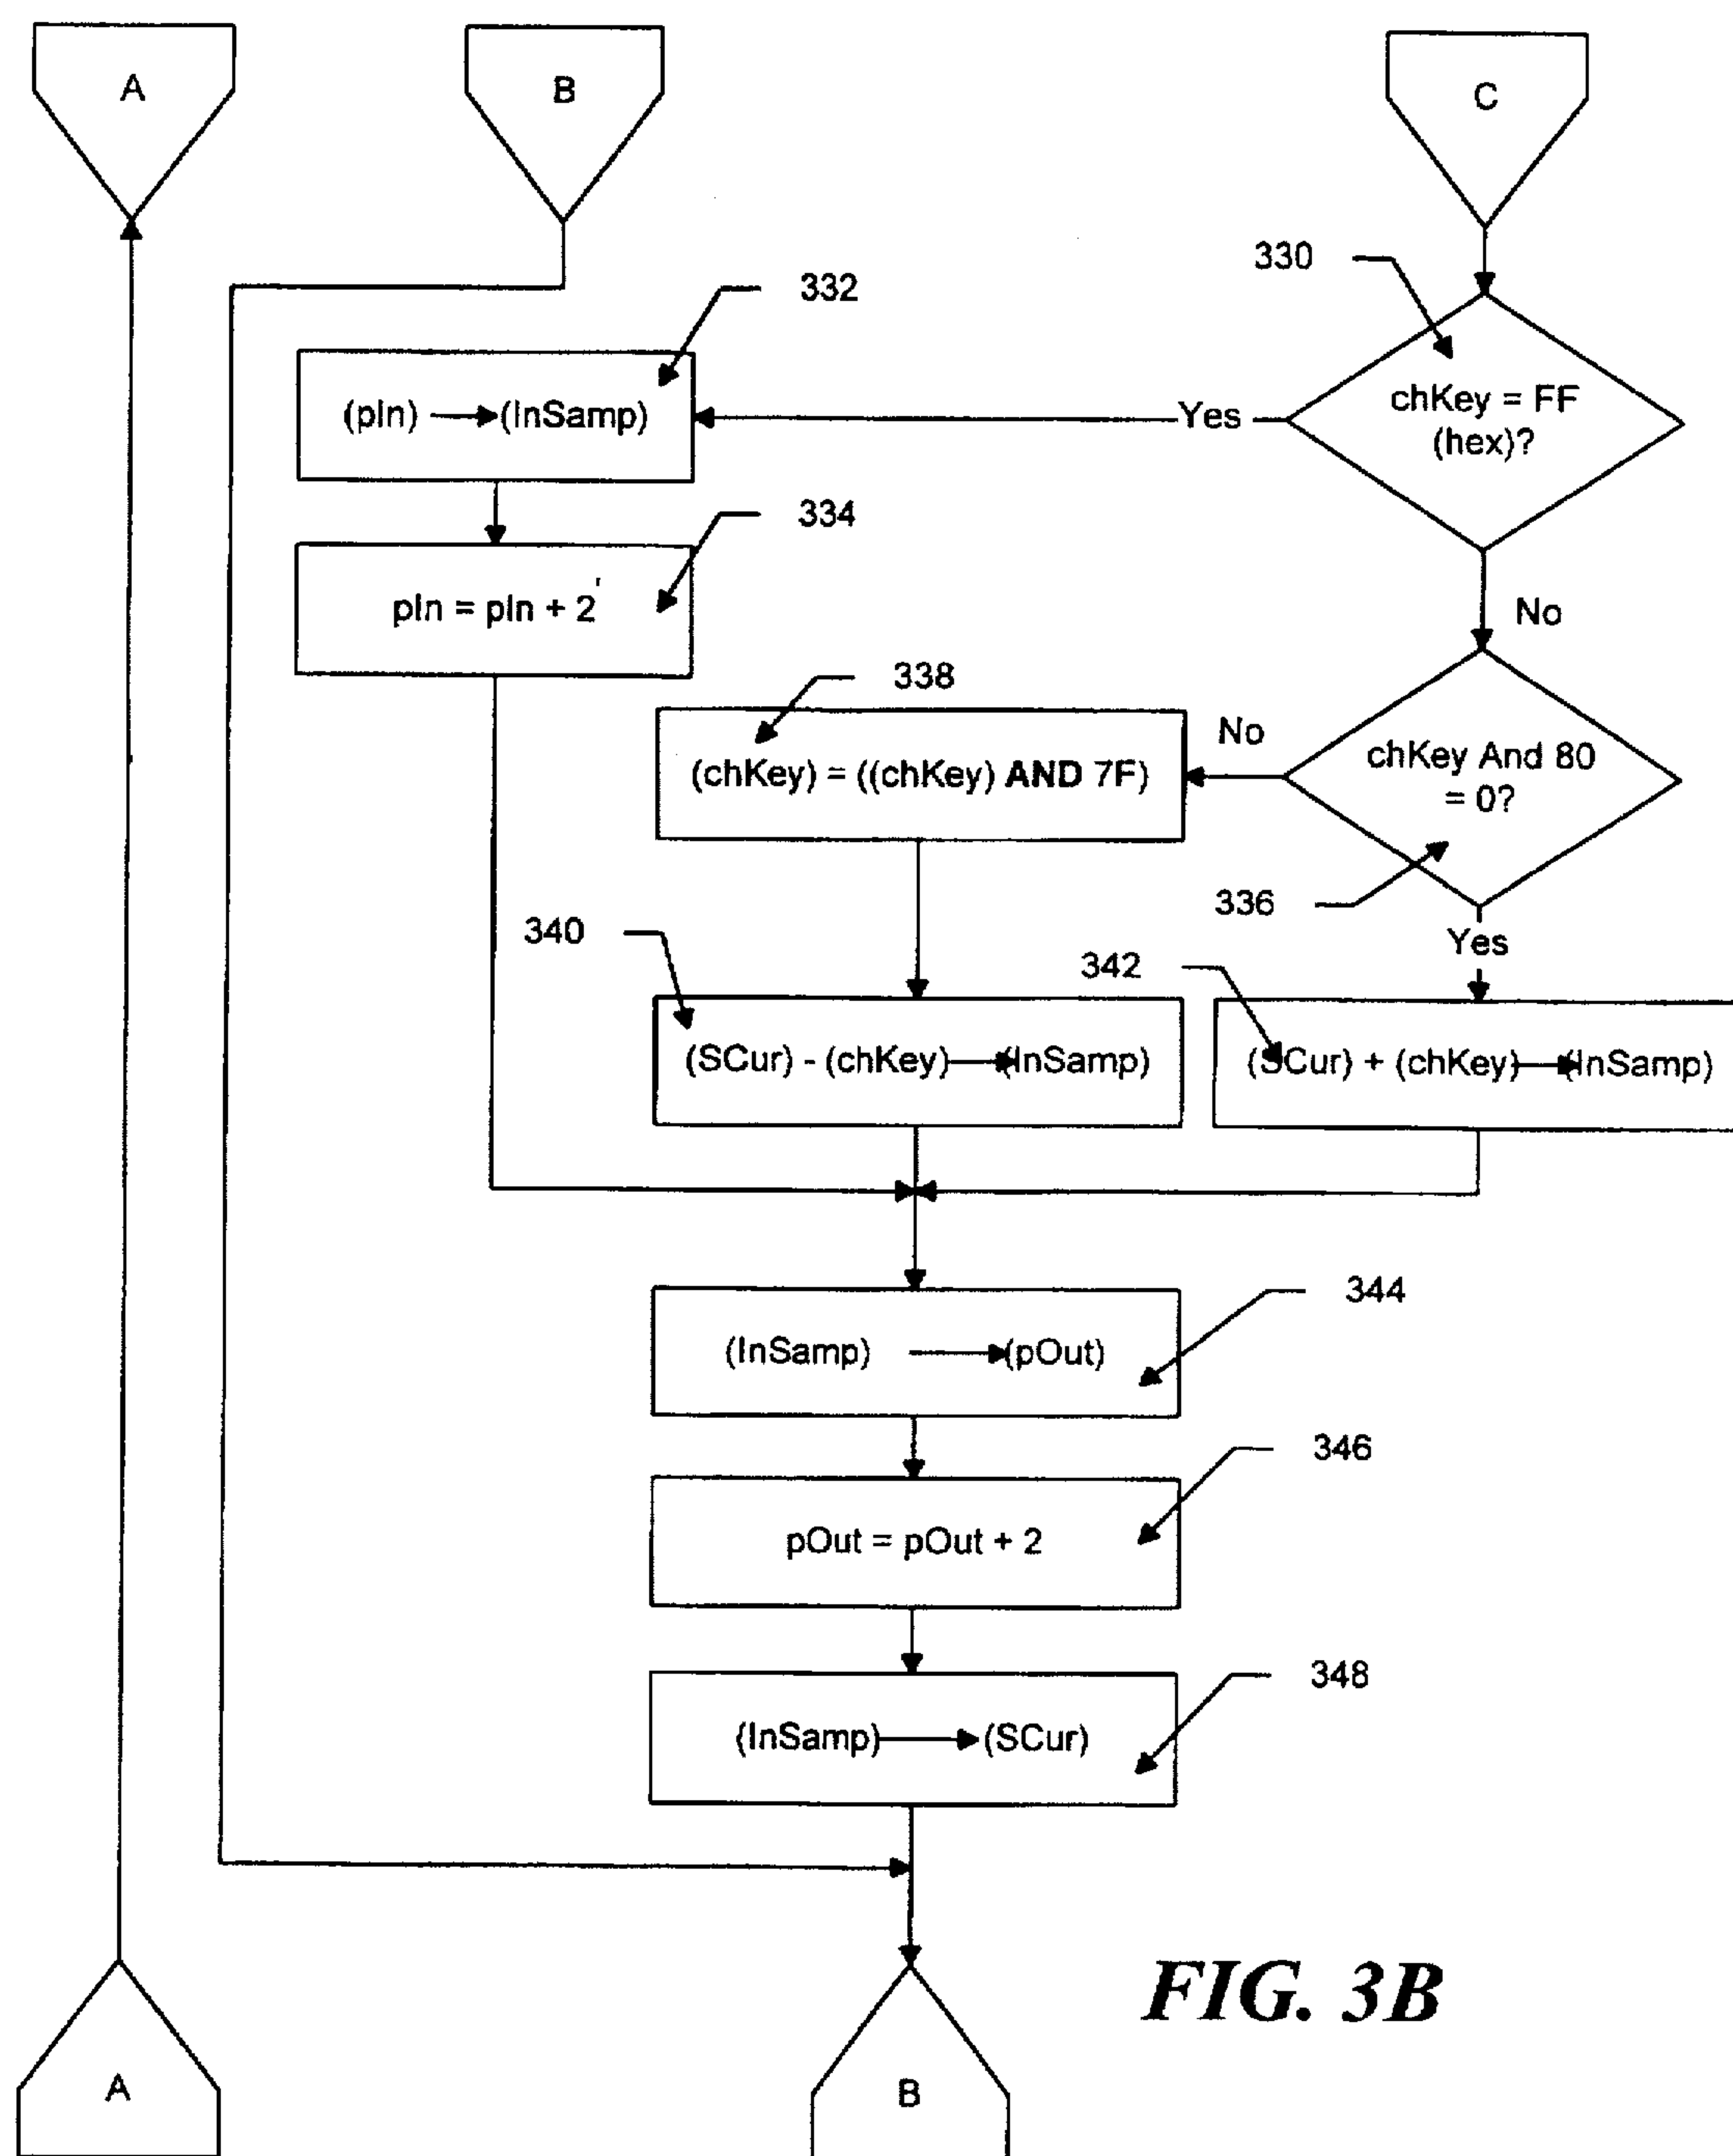 A
B
C
330
332
chKey = FF
(hex)?
(pIn) (InSamp)
Yes
334
pIn = pIn + 2'
No
338
No
chKey And 80
= 0?
(chKey) = ((chKey) AND 7F)
336
340
Yes
342
(SCur) - (chKey) (InSamp)
(SCur) + (chKey) (InSamp)
344
(InSamp) (pOut)
346
pOut = pOut + 2
348
(InSamp) (SCur)
FIG. 3B
A
B